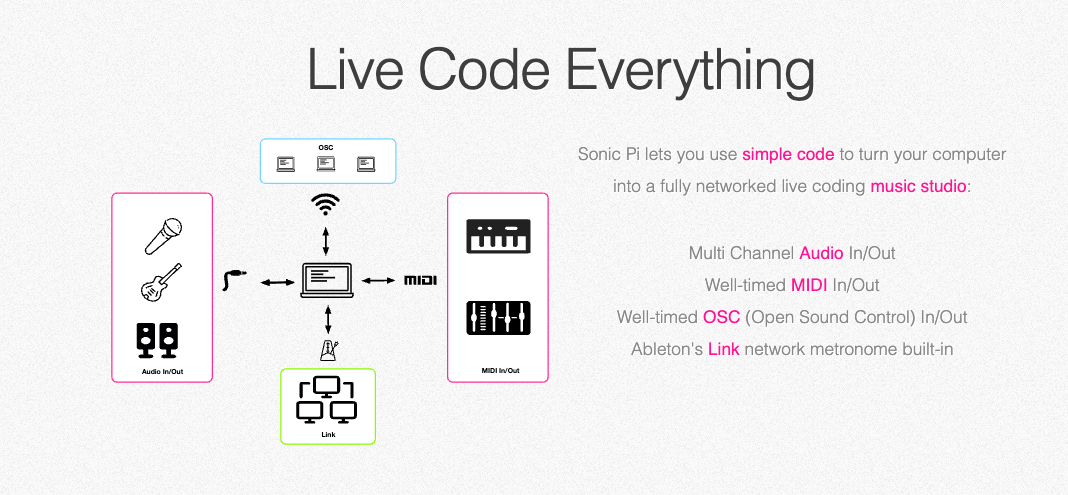 Live Code Everything
OSC
MIDI
Audio In/Out
MIDI In/Out
Link
Sonic Pi lets you use simple code to turn your computer
into a fully networked live coding music studio:
Multi Channel Audio In/Out
Well-timed MIDI In/Out
Well-timed OSC (Open Sound Control) In/Out
Ableton's Link network metronome built-in